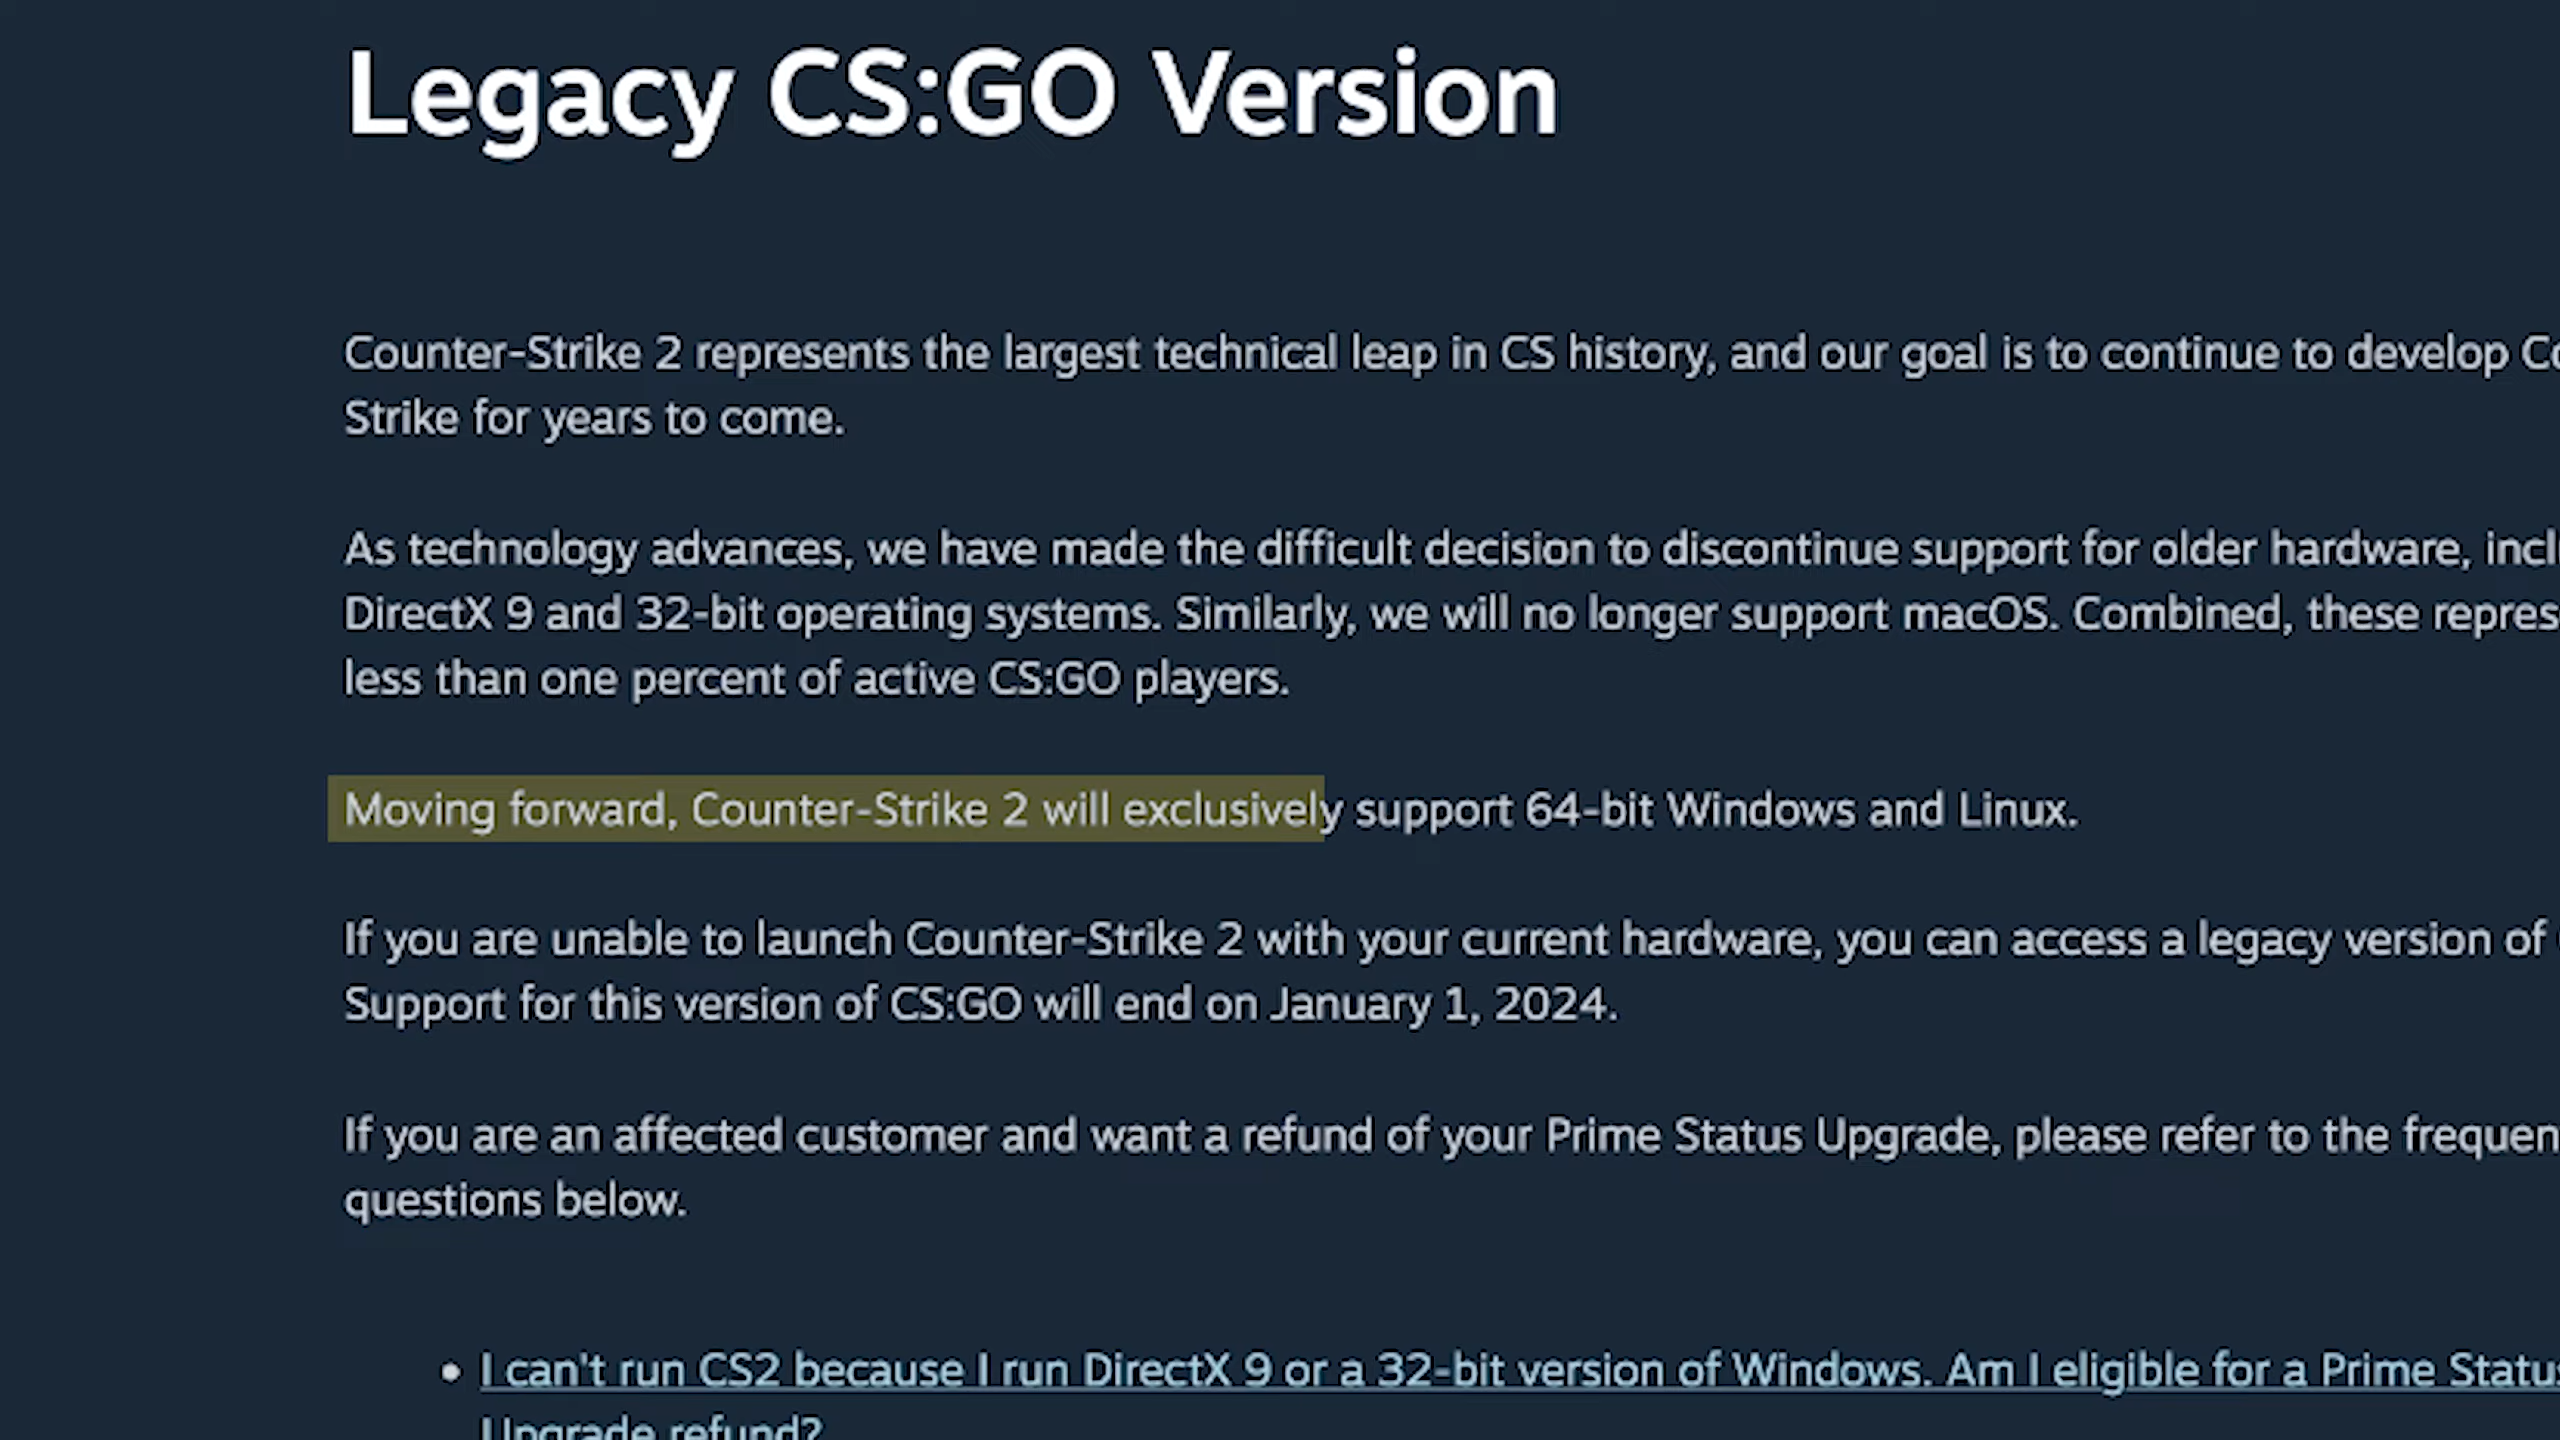 Legacy CS:GO Version
Counter-Strike 2 represents the largest technical leap in CS history, and our goal is to continue to develop
Strike for years to come.
As technology advances, we have made the difficult decision to discontinue support for older hardware,
DirectX 9 and 32-bit operating systems. Similarly, we will no longer support macOS. Combined, these
less than one percent of active CS:GO players.
Moving forward, Counter-Strike 2 will exclusively support 64-bit Windows and Linux.
If you are unable to launch Counter-Strike 2 with your current hardware, you can access a legacy version of
Support for this version of CS:GO will end on January 1, 2024.
If you are an affected customer and want a refund of your Prime Status Upgrade, please refer to the
questions below.
• I can't run CS2 because I run DirectX 9 or a 32-bit version of Windows. Am I eligible for a Prime Status
Upgrade refund?